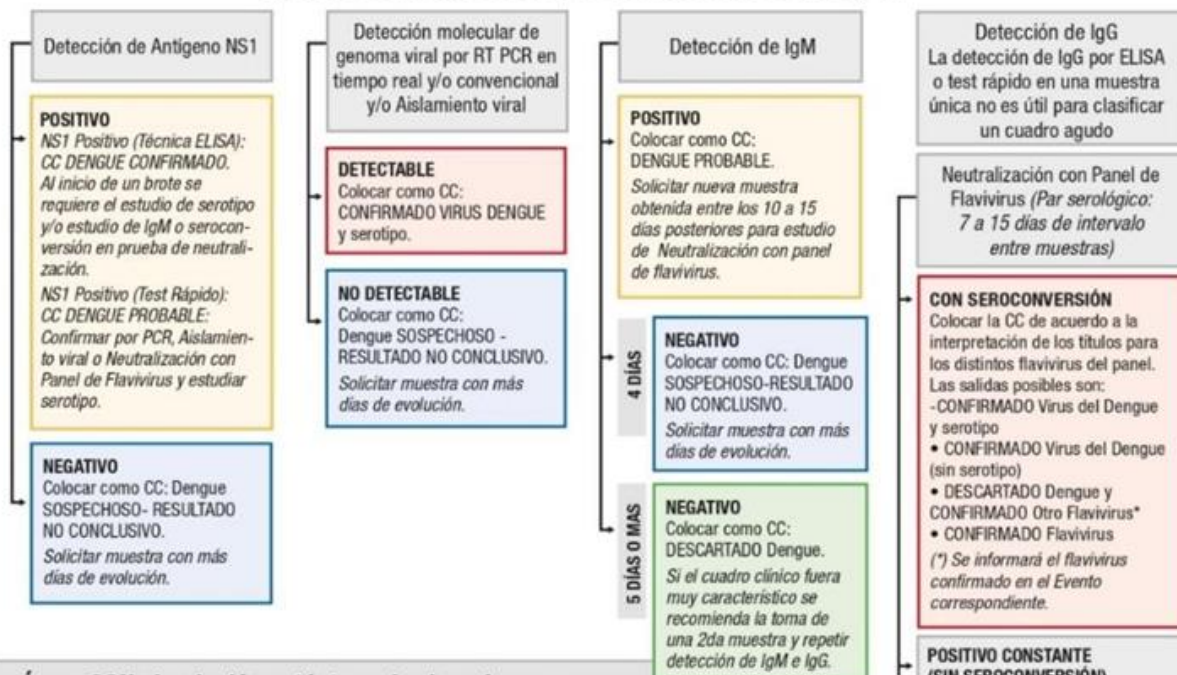 Detección de Antígeno NS1
POSITIVO
NS1 Positivo (Técnica ELISA):
CC DENGUE CONFIRMADO.
Al inicio de un brote se
requiere el estudio de serotipo
y/o estudio de IgM o serocon-
versión en prueba de neutrali-
zación.
NS1 Positivo (Test Rápido):
CC DENGUE PROBABLE:
Confirmar por PCR, Aislamien-
to viral o Neutralización con
Panel de Flavivirus y estudiar
serotipo.
NEGATIVO
Colocar como CC: Dengue
SOSPECHOSO- RESULTADO
NO CONCLUSIVO.
Solicitar muestra con más
días de evolución.
Detección molecular de
genoma viral por RT PCR en
tiempo real y/o convencional
y/o Aislamiento viral
DETECTABLE
Colocar como CC:
CONFIRMADO VIRUS DENGUE
y serotipo.
NO DETECTABLE
Colocar como CC:
Dengue SOSPECHOSO -
RESULTADO NO CONCLUSIVO.
Solicitar muestra con más
días de evolución.
Detección de IgM
POSITIVO
Colocar como CC:
DENGUE PROBABLE.
Solicitar nueva muestra
obtenida entre los 10 a 15
días posteriores para estudio
de Neutralización con panel
de flavivirus.
4 DÍAS
NEGATIVO
Colocar como CC: Dengue
SOSPECHOSO-RESULTADO
NO CONCLUSIVO.
Solicitar muestra con más
días de evolución.
5 DÍAS O MAS
NEGATIVO
Colocar como CC:
DESCARTADO Dengue.
Si el cuadro clínico fuera
muy característico se
recomienda la toma de
una 2da muestra y repetir
detección de IgM e IgG.
Detección de IgG
La detección de IgG por ELISA
o test rápido en una muestra
única no es útil para clasificar
un cuadro agudo
Neutralización con Panel de
Flavivirus (Par serológico:
7 a 15 días de intervalo
entre muestras)
CON SEROCONVERSIÓN
Colocar la CC de acuerdo a la
interpretación de los títulos para
los distintos flavivirus del panel.
Las salidas posibles son:
-CONFIRMADO Virus del Dengue
y serotipo
• CONFIRMADO Virus del Dengue
(sin serotipo)
• DESCARTADO Dengue y
CONFIRMADO Otro Flavivirus*
• CONFIRMADO Flavivirus
(*) Se informará el flavivirus
confirmado en el Evento
correspondiente.
POSITIVO CONSTANTE
(SIN SEROCONVERSIÓN)